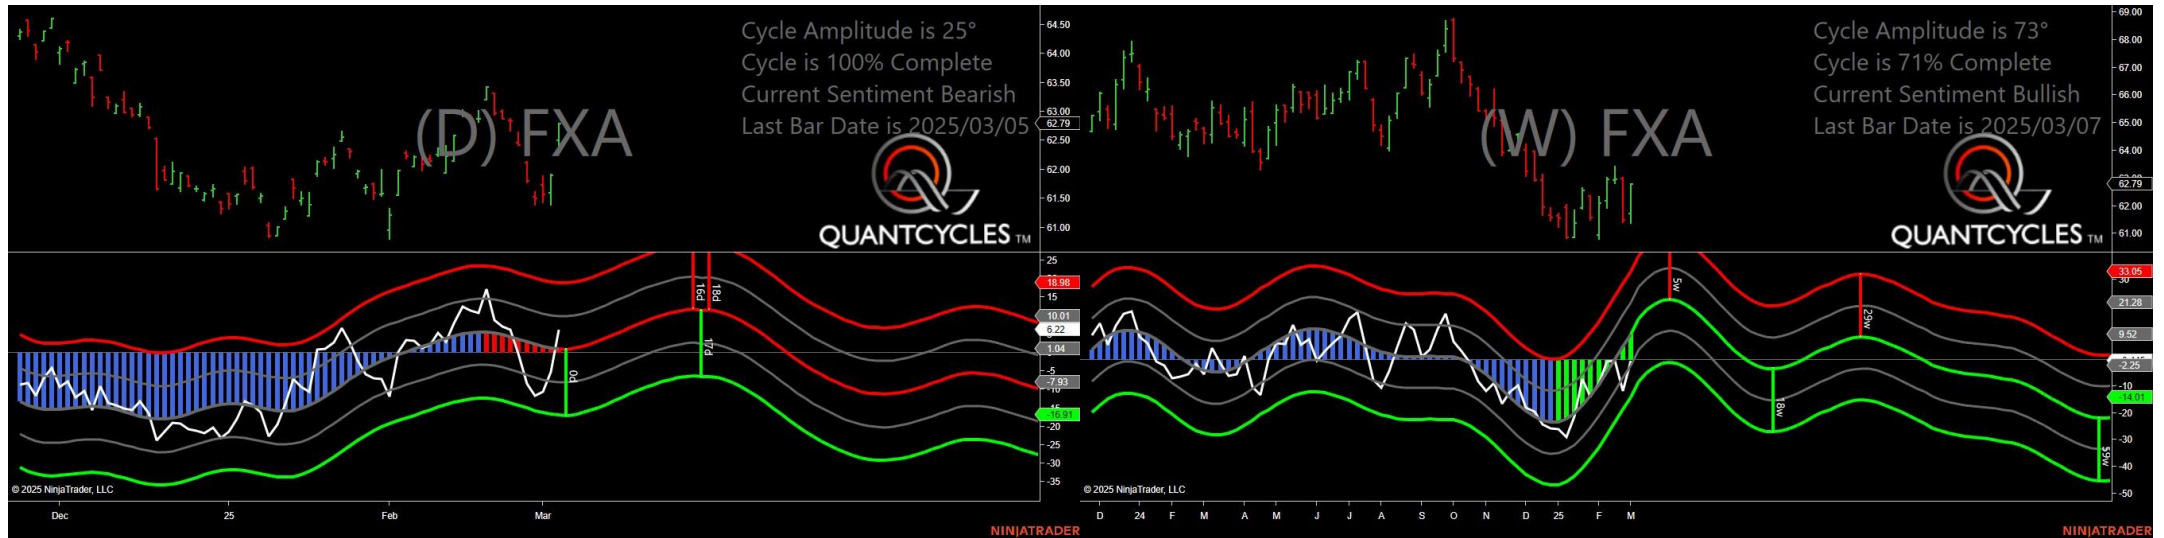 Cycle Amplitude is 25°
Cycle is 100% Complete
Current Sentiment Bearish
Last Bar Date is 2025/03/05
(D) FXA
QUANTCYCLES TM
64.50
64.00
63.50
63.00
62.79
62.50
62.00
61.50
61.00
25
18.98
15
10.01
6.22
1.04
-5
-7.93
-16.91
-20
-25
-30
-35
16d
18d
17d
0d
© 2025 NinjaTrader, LLC
Dec
25
Feb
Mar
NINJATRADER
Cycle Amplitude is 73°
Cycle is 71% Complete
Current Sentiment Bullish
Last Bar Date is 2025/03/07
(W) FXA
QUANTCYCLES TM
69.00
68.00
67.00
66.00
65.00
64.00
62.79
62.00
61.00
33.05
30
21.28
9.52
-2.25
-10
-14.01
-20
-30
-40
-50
5w
29w
18w
59w
© 2025 NinjaTrader, LLC
D 24 F M A M J J A S O N D 25 F M
NINJATRADER